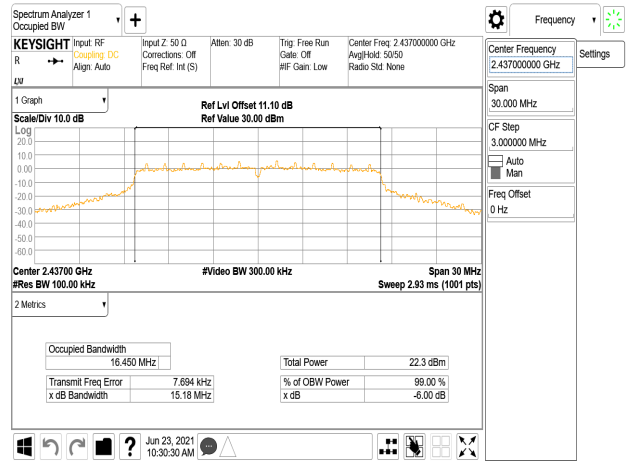 Spectrum Analyzer 1
Occupied BW
Frequency
KEYSIGHT
Input: RF
Coupling: DC
Align: Auto
Input Z: 50 Ω
Corrections: Off
Freq Ref: Int (S)
Atten: 30 dB
Trig: Free Run
Gate: Off
#IF Gain: Low
Center Freq: 2.437000000 GHz
Avg|Hold: 50/50
Radio Std: None
R
LXI
Center Frequency
2.437000000 GHz
Settings
Span
30.000 MHz
CF Step
3.000000 MHz
Auto
Man
Freq Offset
0 Hz
1 Graph
Scale/Div 10.0 dB
Ref Lvl Offset 11.10 dB
Ref Value 30.00 dBm
Log
20.0
10.0
0.00
-10.0
-20.0
-30.0
-40.0
-50.0
-60.0
Center 2.43700 GHz
#Video BW 300.00 kHz
Span 30 MHz
#Res BW 100.00 kHz
Sweep 2.93 ms (1001 pts)
2 Metrics
Occupied Bandwidth
16.450 MHz
Total Power 22.3 dBm
Transmit Freq Error 7.694 kHz
% of OBW Power 99.00 %
x dB Bandwidth 15.18 MHz
x dB -6.00 dB
?
Jun 23, 2021
10:30:30 AM